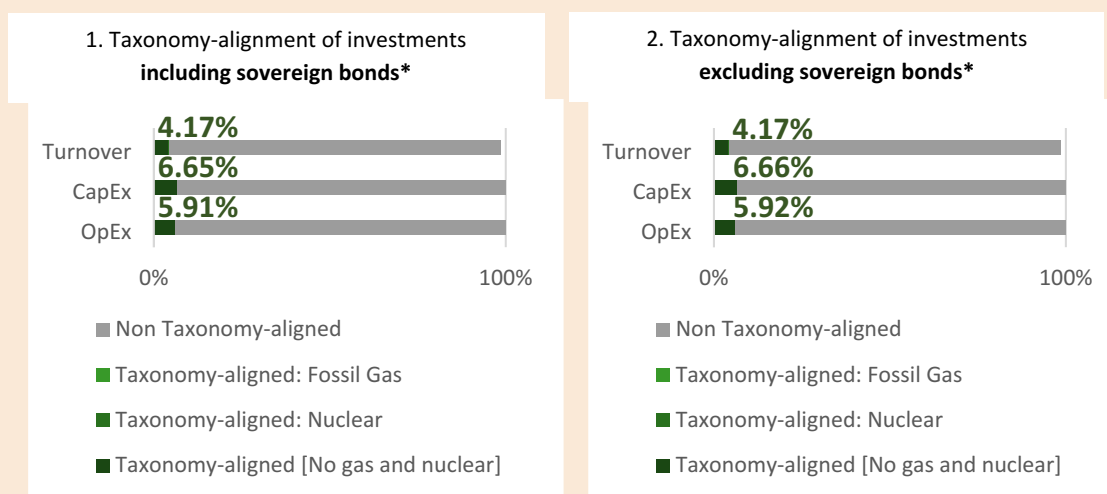 1. Taxonomy-alignment of investments
including sovereign bonds*
4.17%
Turnover
6.65%
CapEx
5.91%
OpEx
0% 100%
Non Taxonomy-aligned
Taxonomy-aligned: Fossil Gas
Taxonomy-aligned: Nuclear
Taxonomy-aligned [No gas and nuclear]
2. Taxonomy-alignment of investments
excluding sovereign bonds*
4.17%
Turnover
6.66%
CapEx
5.92%
OpEx
0% 100%
Non Taxonomy-aligned
Taxonomy-aligned: Fossil Gas
Taxonomy-aligned: Nuclear
Taxonomy-aligned [No gas and nuclear]